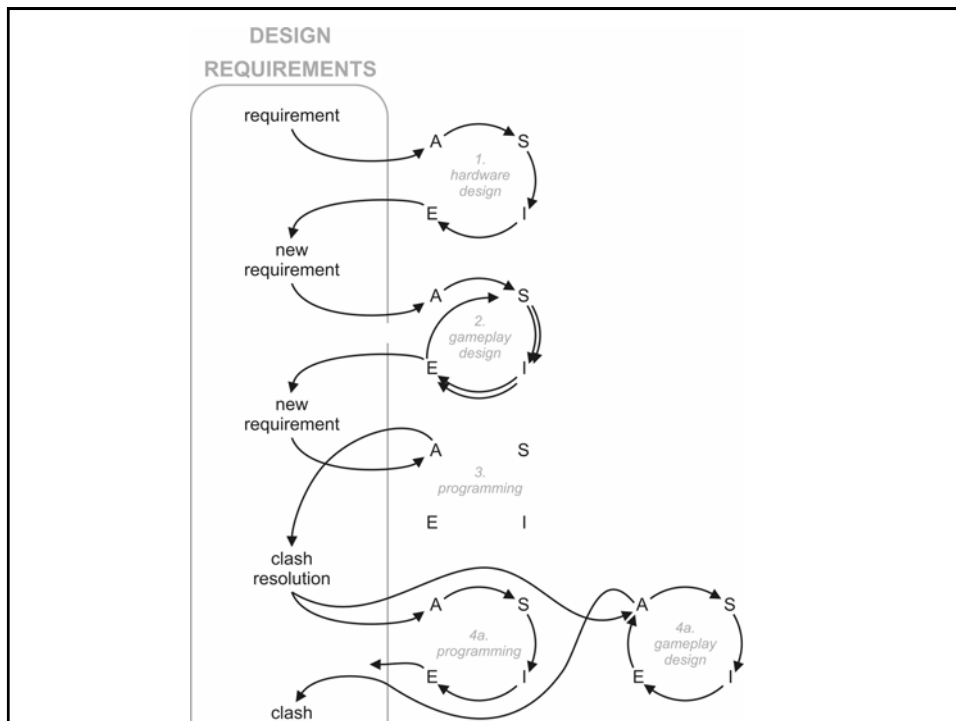 DESIGN
REQUIREMENTS
requirement
A
S
1.
hardware
design
E
I
new
requirement
A
S
2.
gameplay
design
E
I
new
requirement
A
S
3.
programming
E
I
clash
resolution
A
S
4a.
programming
E
I
A
S
4a.
gameplay
design
E
I
clash